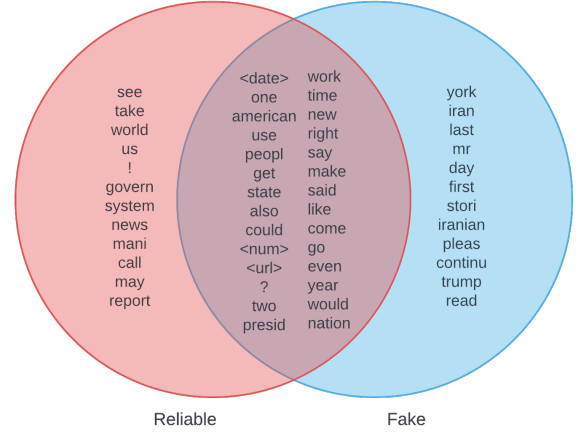 see
take
world
us
!
govern
system
news
mani
call
may
report
<date>
one
american
use
peopl
get
state
also
could
<num>
<url>
?
two
presid
work
time
new
right
say
make
said
like
come
go
even
year
would
nation
york
iran
last
mr
day
first
stori
iranian
pleas
continu
trump
read
Reliable
Fake